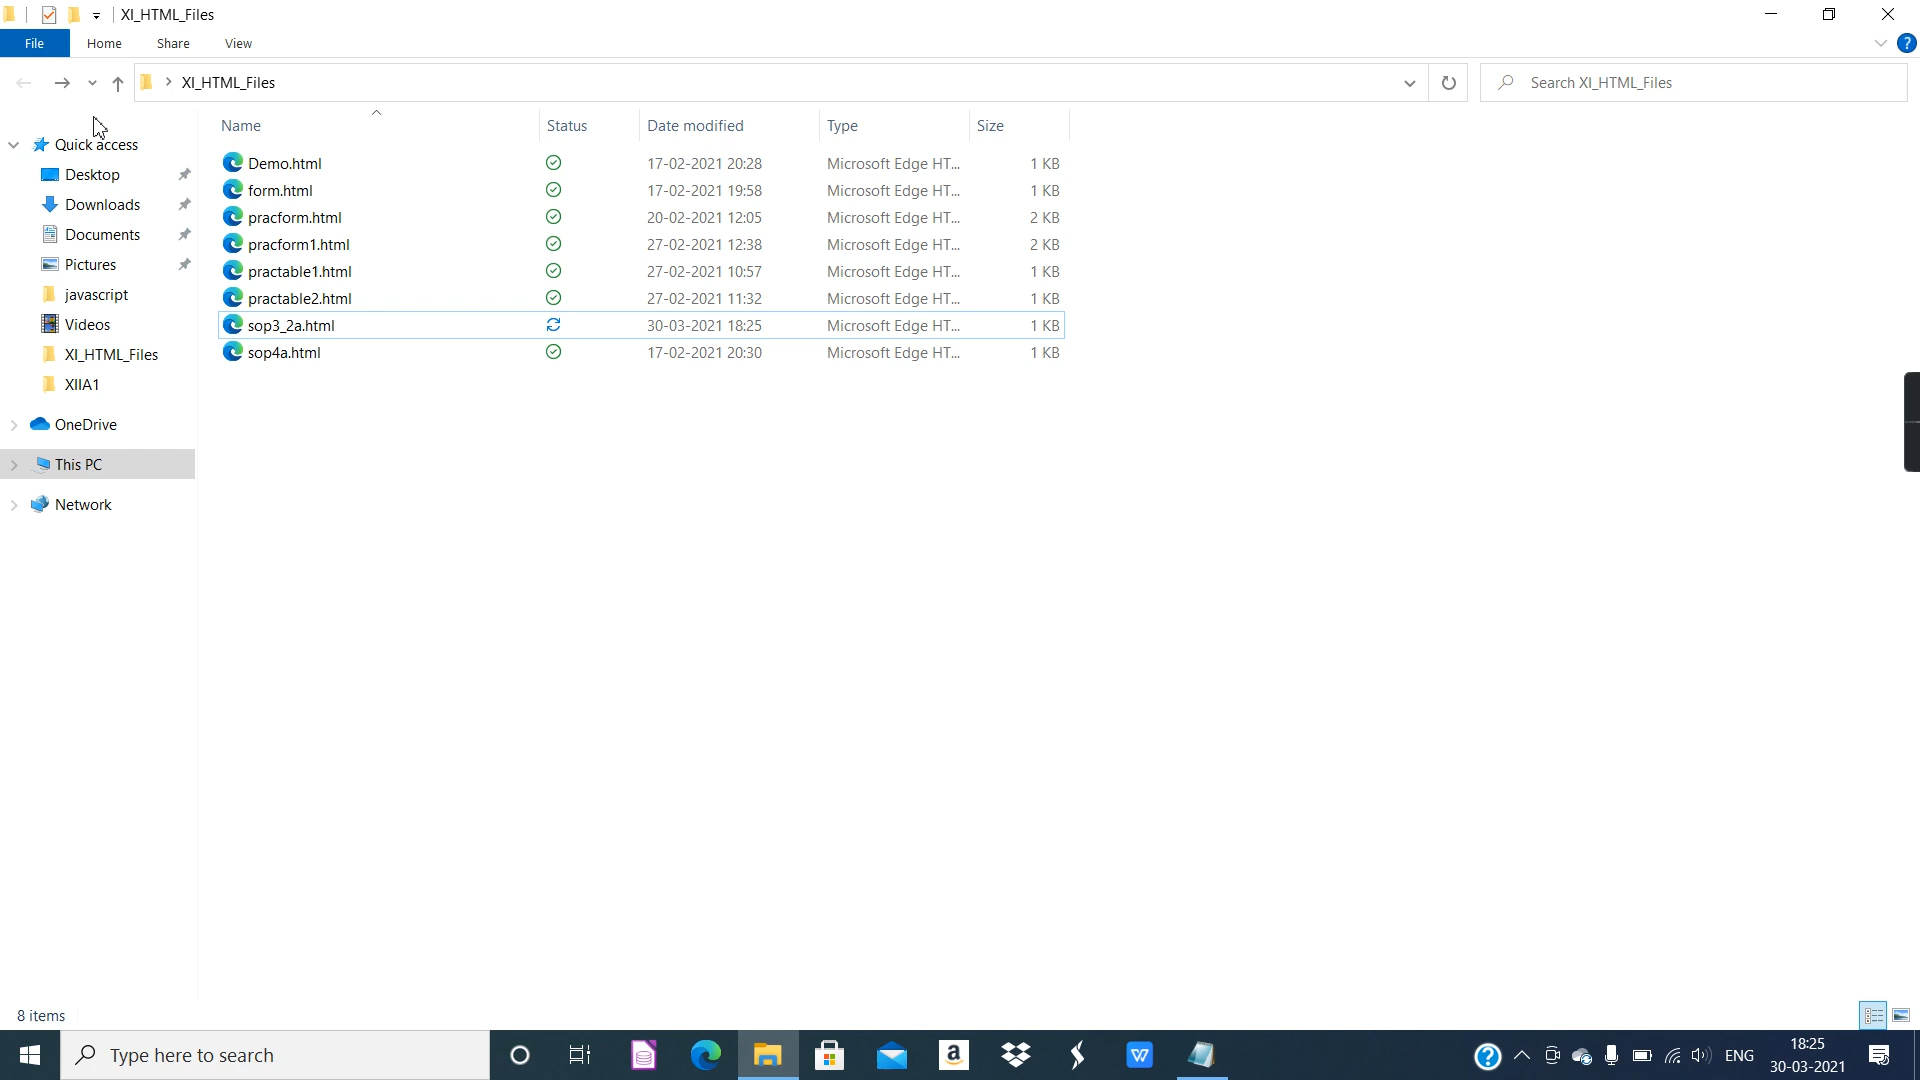 XI_HTML_Files
File Home Share View
XI_HTML_Files
Search XI_HTML_Files
Name Status Date modified Type Size
Quick access
Desktop
Downloads
Documents
Pictures
javascript
Videos
XI_HTML_Files
XIIA1
OneDrive
This PC
Network
Demo.html 17-02-2021 20:28 Microsoft Edge HT... 1 KB
form.html 17-02-2021 19:58 Microsoft Edge HT... 1 KB
pracform.html 20-02-2021 12:05 Microsoft Edge HT... 2 KB
pracform1.html 27-02-2021 12:38 Microsoft Edge HT... 2 KB
practable1.html 27-02-2021 10:57 Microsoft Edge HT... 1 KB
practable2.html 27-02-2021 11:32 Microsoft Edge HT... 1 KB
sop3_2a.html 30-03-2021 18:25 Microsoft Edge HT... 1 KB
sop4a.html 17-02-2021 20:30 Microsoft Edge HT... 1 KB
8 items
Type here to search
ENG
18:25
30-03-2021